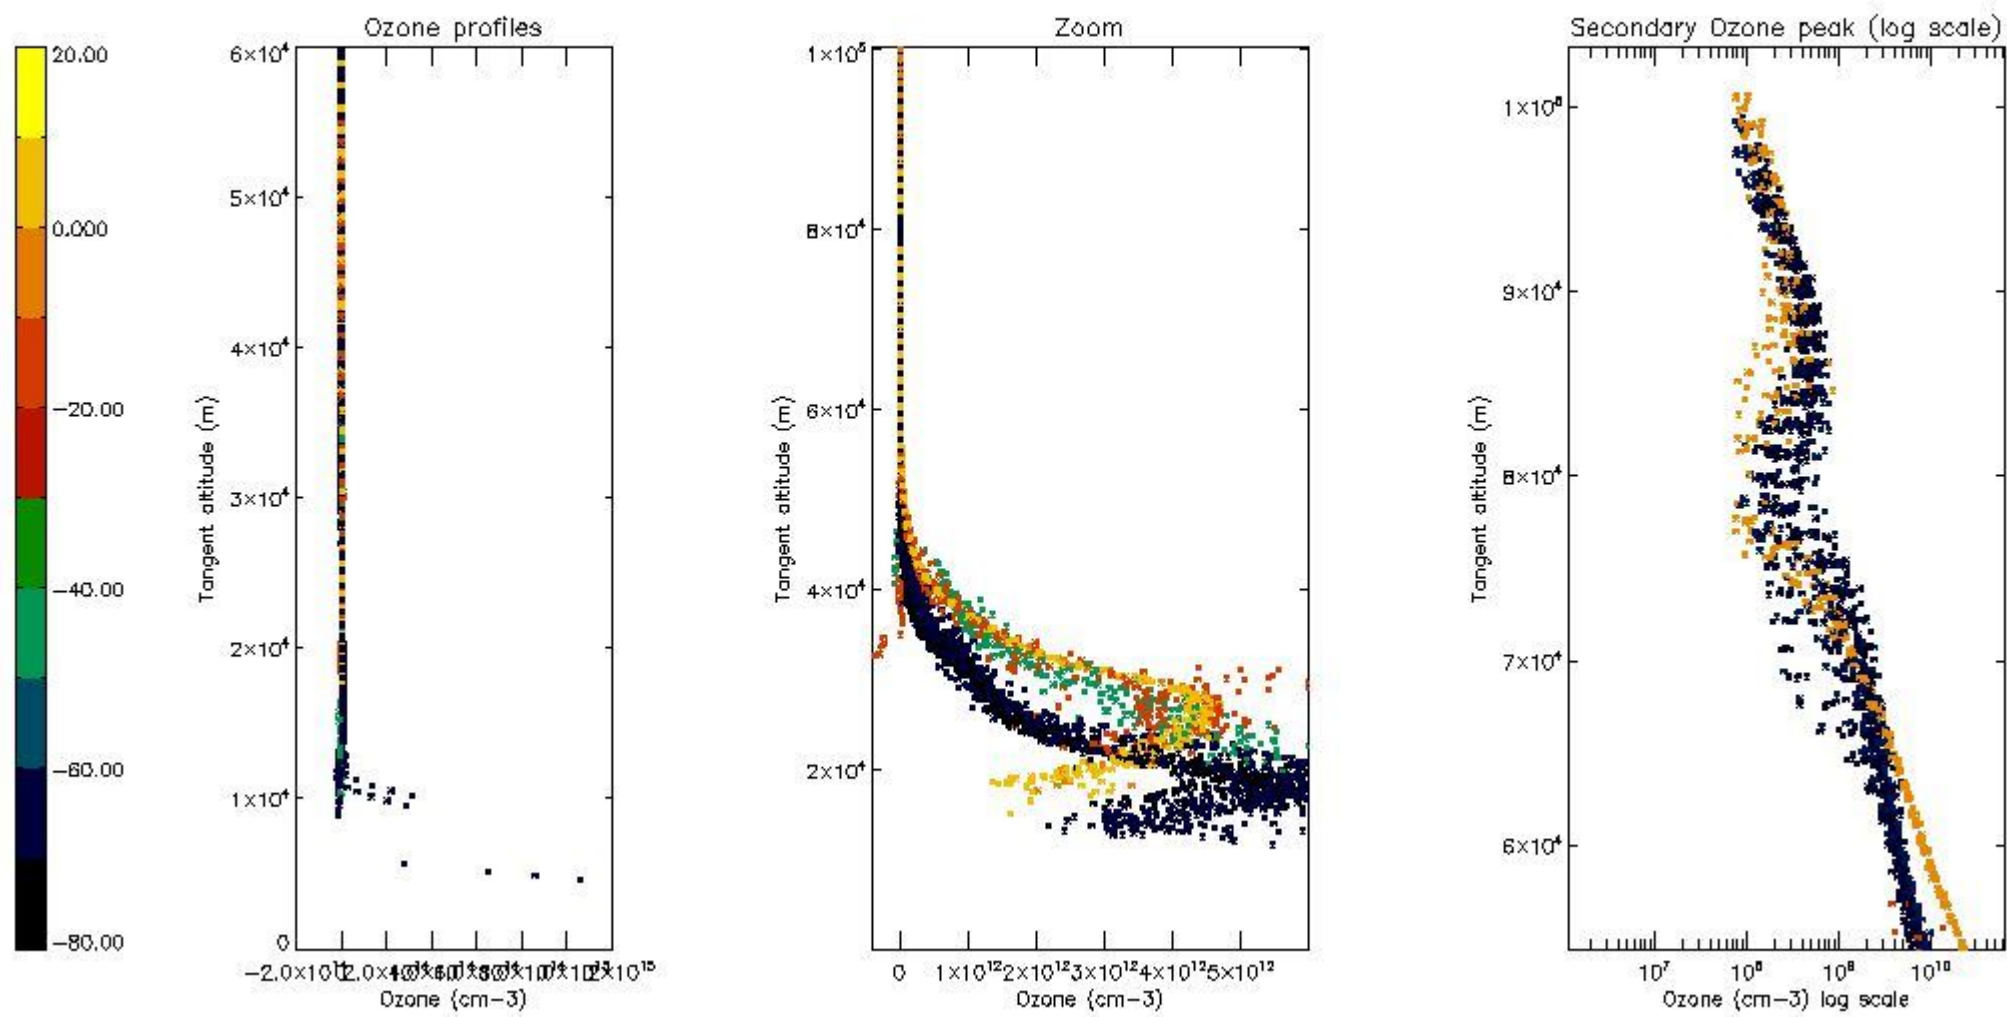 Ozone profiles
Zoom
Secondary Ozone peak (log scale)
20.00
0.000
−20.00
−40.00
−60.00
−80.00
6×10⁴
5×10⁴
4×10⁴
3×10⁴
2×10⁴
1×10⁴
0
Tangent altitude (m)
Ozone (cm−3)
1×10⁵
8×10⁴
6×10⁴
4×10⁴
2×10⁴
Tangent altitude (m)
0 1×10¹² 2×10¹² 3×10¹² 4×10¹² 5×10¹²
Ozone (cm−3)
1×10⁵
9×10⁴
8×10⁴
7×10⁴
6×10⁴
Tangent altitude (m)
10⁷ 10⁸ 10⁹ 10¹⁰
Ozone (cm−3) log scale